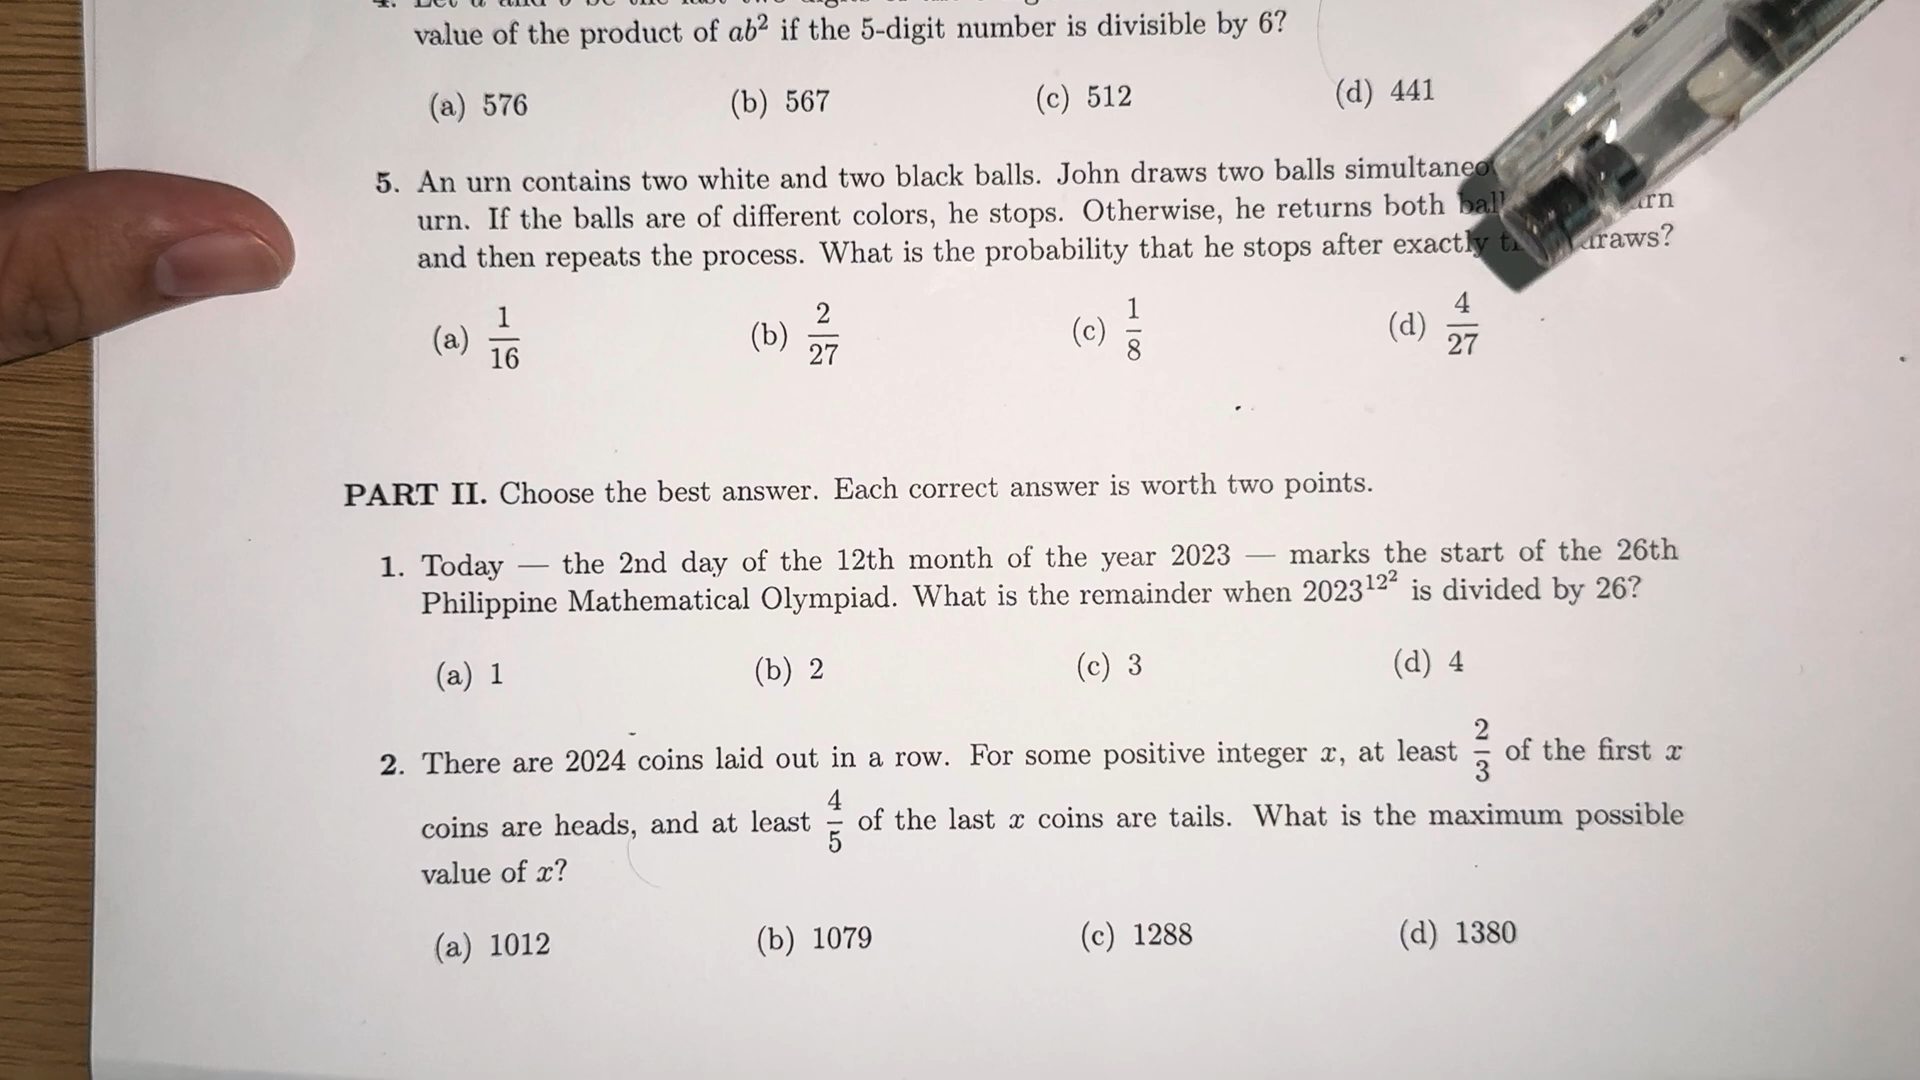 value of the product of ab² if the 5-digit number is divisible by 6?
(a) 576 (b) 567 (c) 512 (d) 441
5. An urn contains two white and two black balls. John draws two balls
urn. If the balls are of different colors, he stops. Otherwise, he returns both
and then repeats the process. What is the probability that he stops after exactly draws?
(a) 1/16 (b) 2/27 (c) 1/8 (d) 4/27
PART II. Choose the best answer. Each correct answer is worth two points.
1. Today — the 2nd day of the 12th month of the year 2023 — marks the start of the 26th
Philippine Mathematical Olympiad. What is the remainder when 2023^12^2 is divided by 26?
(a) 1 (b) 2 (c) 3 (d) 4
2. There are 2024 coins laid out in a row. For some positive integer x, at least 2/3 of the first x
coins are heads, and at least 4/5 of the last x coins are tails. What is the maximum possible
value of x?
(a) 1012 (b) 1079 (c) 1288 (d) 1380